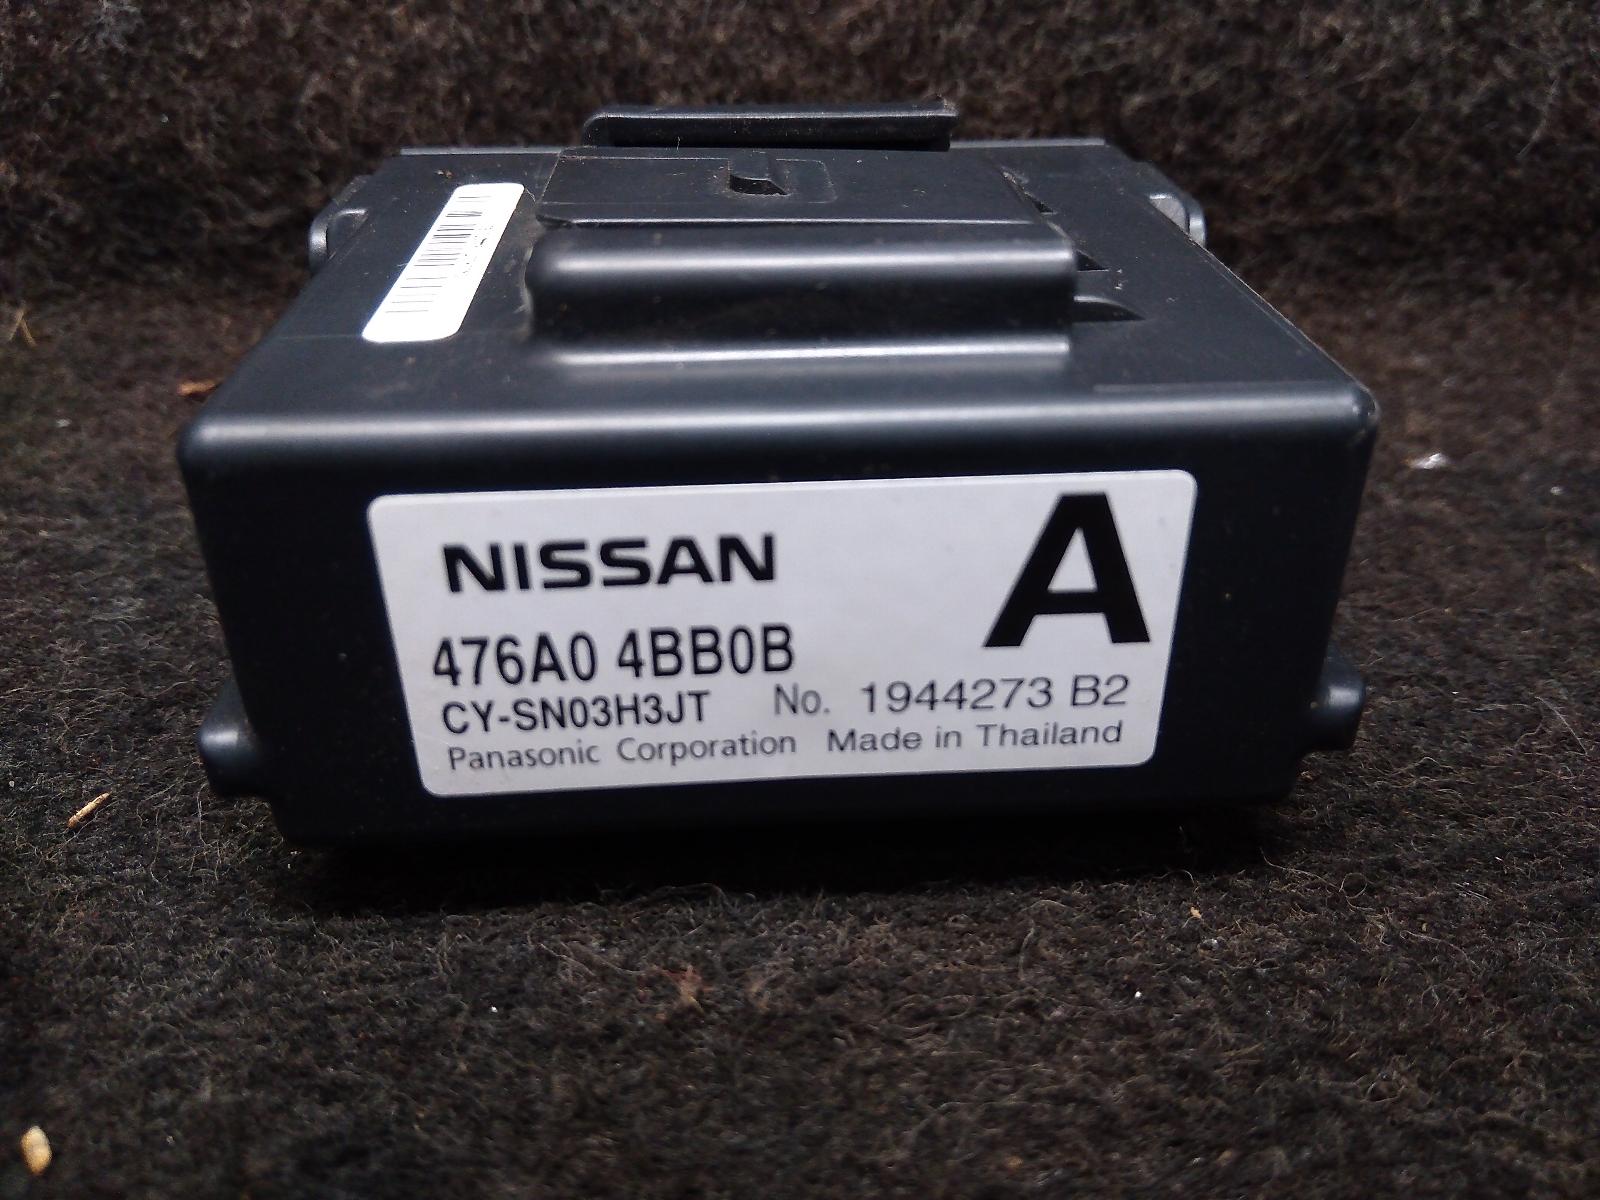 NISSAN
A
476A0 4BB0B
CY-SN03H3JT No. 1944273 B2
Panasonic Corporation Made in Thailand